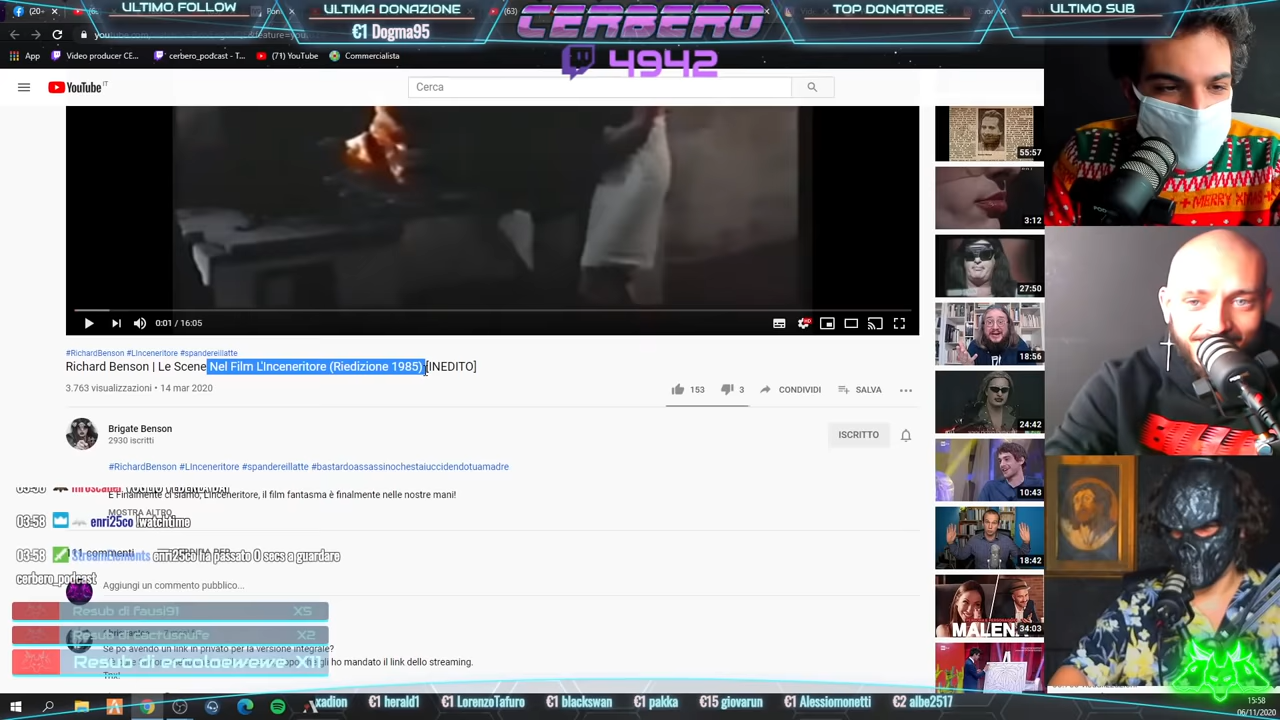 ULTIMO FOLLOW
ULTIMA DONAZIONE
€1 Dogma95
CERBERO
4942
TOP DONATORE
ULTIMO SUB
App
Video producer CE...
cerbero_podcast - T...
(71) YouTube
Commercialista
YouTube IT
Cerca
0:01 / 16:05
#RichardBenson #LInceneritore #spandereillatte
Richard Benson | Le Scene Nel Film L'Inceneritore (Riedizione 1985) [INEDITO]
3.763 visualizzazioni • 14 mar 2020
153
3
CONDIVIDI
SALVA
Brigate Benson
2930 iscritti
ISCRITTO
#RichardBenson #LInceneritore #spandereillatte #bastardoassassinochestaiuccidendotuamadre
E Finalmente ci siamo, L'inceneritore, il film fantasma è finalmente nelle nostre mani!
MOSTRA ALTRO
03:58 enri25co !watchtime
111 commenti
03:58 StreamElements enri25co ha passato 0 secs a guardare
cerbero_podcast
Aggiungi un commento pubblico...
Resub di fausi91 X5
Resub di cactusnufe X2
Se po avendo un link in privato per la versione integrale?
Resub di ercoloewewe X11
gli ho mandato il link dello streaming.
55:57
3:12
27:50
18:56
24:42
10:43
18:42
MALEN
34:03
MERRY XMAS
xadion
€1 herald1
€1 LorenzoTafuro
€1 blackswan
€1 pakka
€15 giovarun
€1 Alessiomonetti
€2 albe2517
15:58
06/11/2020